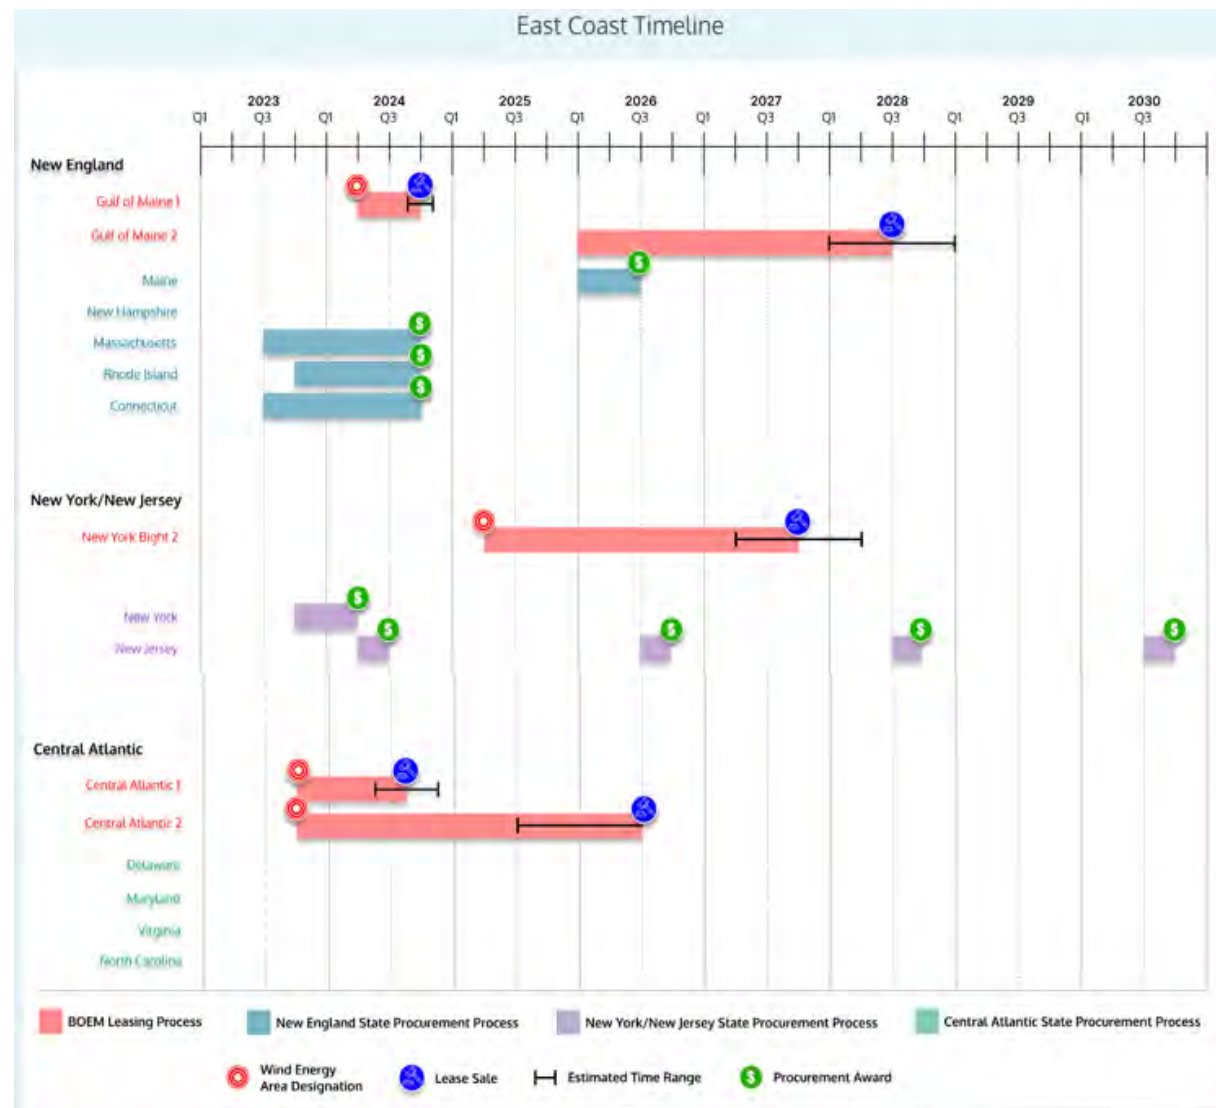 East Coast Timeline
2023 2024 2025 2026 2027 2028 2029 2030
Q1 Q3 Q1 Q3 Q1 Q3 Q1 Q3 Q1 Q3 Q1 Q3 Q1 Q3 Q1 Q3
New England
Gulf of Maine 1
Gulf of Maine 2
Maine
New Hampshire
Massachusetts
Rhode Island
Connecticut
New York/New Jersey
New York Bight 2
New York
New Jersey
Central Atlantic
Central Atlantic 1
Central Atlantic 2
Delaware
Maryland
Virginia
North Carolina
BOEM Leasing Process
New England State Procurement Process
New York/New Jersey State Procurement Process
Central Atlantic State Procurement Process
Wind Energy
Area Designation
Lease Sale
Estimated Time Range
$ Procurement Award